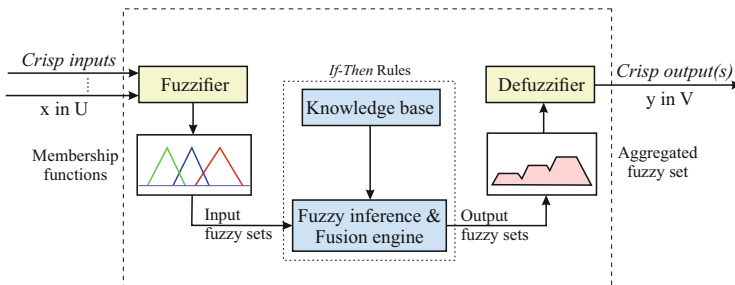 Crisp inputs
x in U
Fuzzifier
Membership
functions
Input
fuzzy sets
If-Then Rules
Knowledge base
Fuzzy inference &
Fusion engine
Output
fuzzy sets
Defuzzifier
Aggregated
fuzzy set
Crisp output(s)
y in V